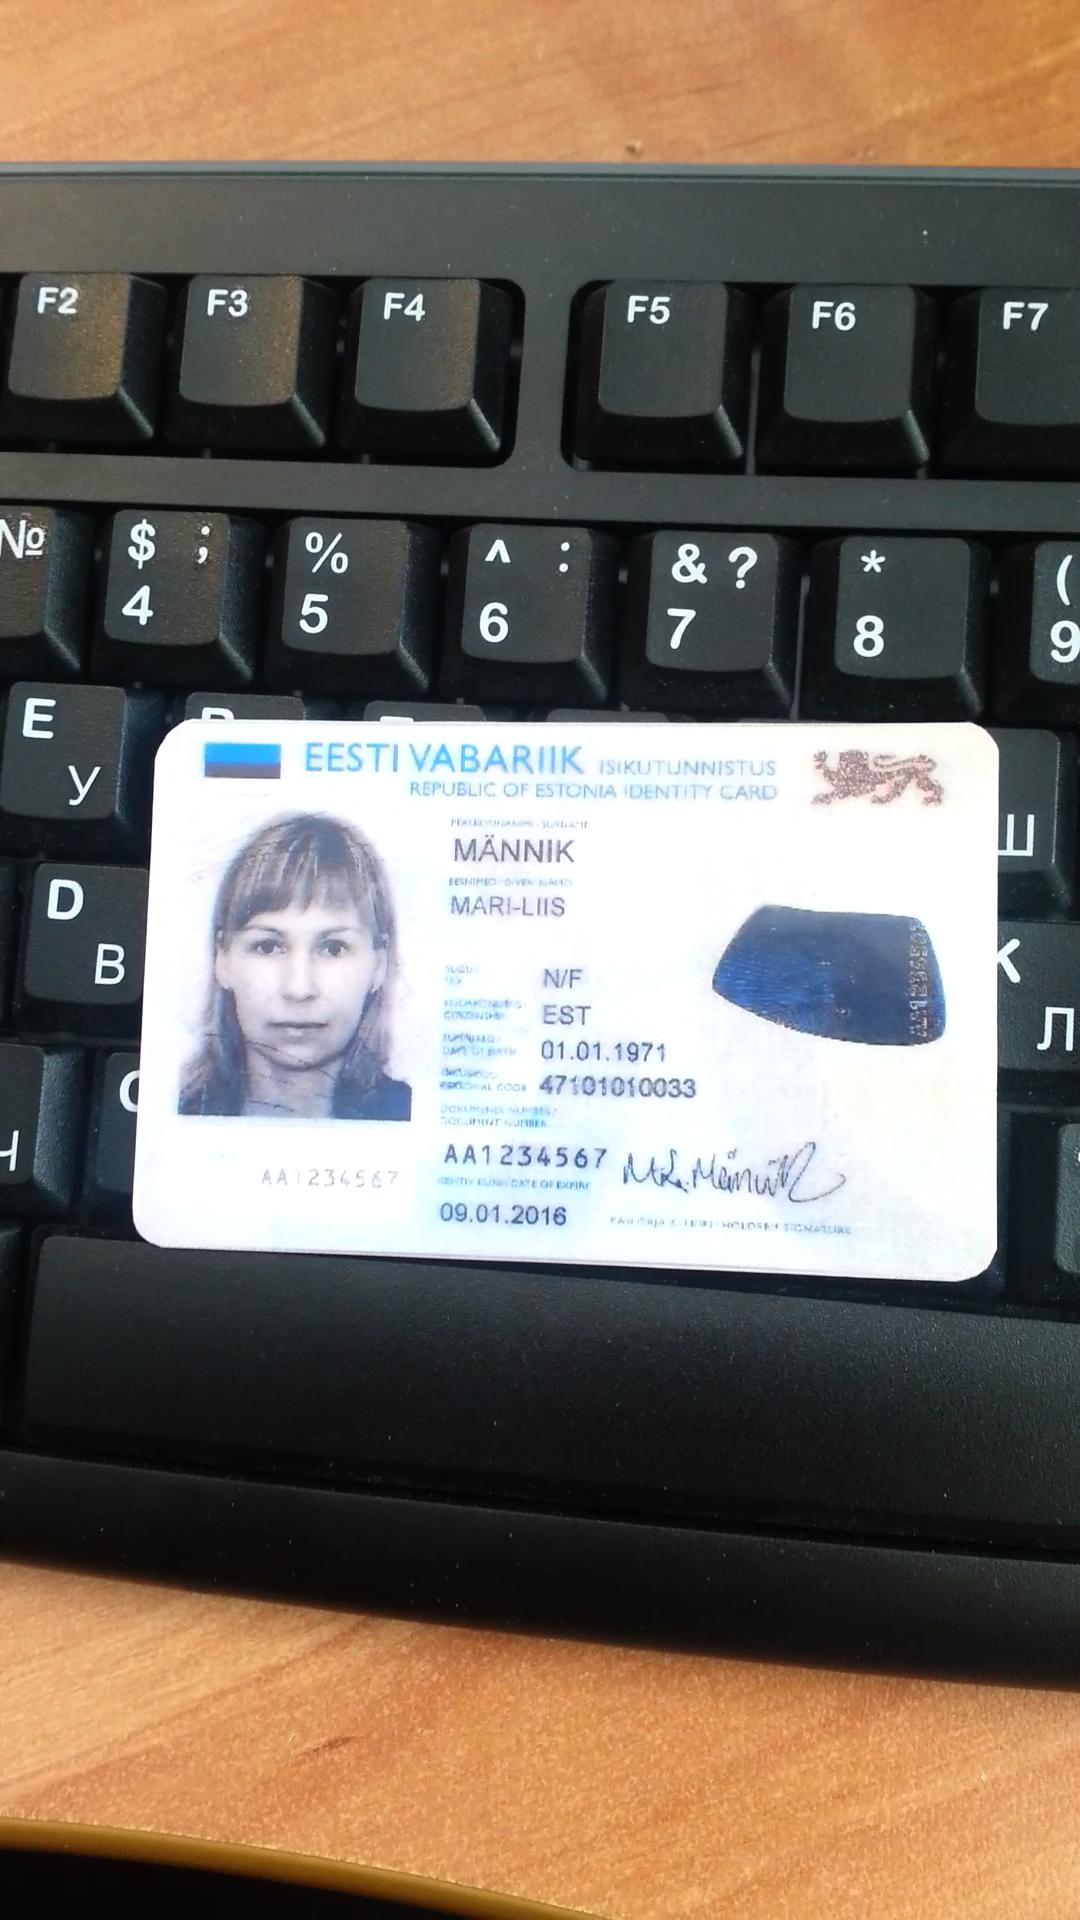 F2 F3 F4 F5 F6 F7
№ $ ; % ^ : & ? * (
4 5 6 7 8 9
E
У
EESTI VABARIIK ISIKUTUNNISTUS
REPUBLIC OF ESTONIA IDENTITY CARD
Ш
PEREKONNANIMI / SURNAME
MÄNNIK
EESNIMED / GIVEN NAMES
MARI-LIIS
D
В
K
Л
SUGU /
SEX
N/F
KODAKONDSUS
CITIZENSHIP
EST
SÜNNIAEG /
DATE OF BIRTH
01.01.1971
ISIKUKOOD
PERSONAL CODE
47101010033
DOKUMENDI NUMBER /
DOCUMENT NUMBER
C
Ч
AA1234567
AA1234567
KEHTIV KUNI / DATE OF EXPIRY
09.01.2016
M-L. Männik
KASUTAJA ALLKIRI / HOLDER'S SIGNATURE